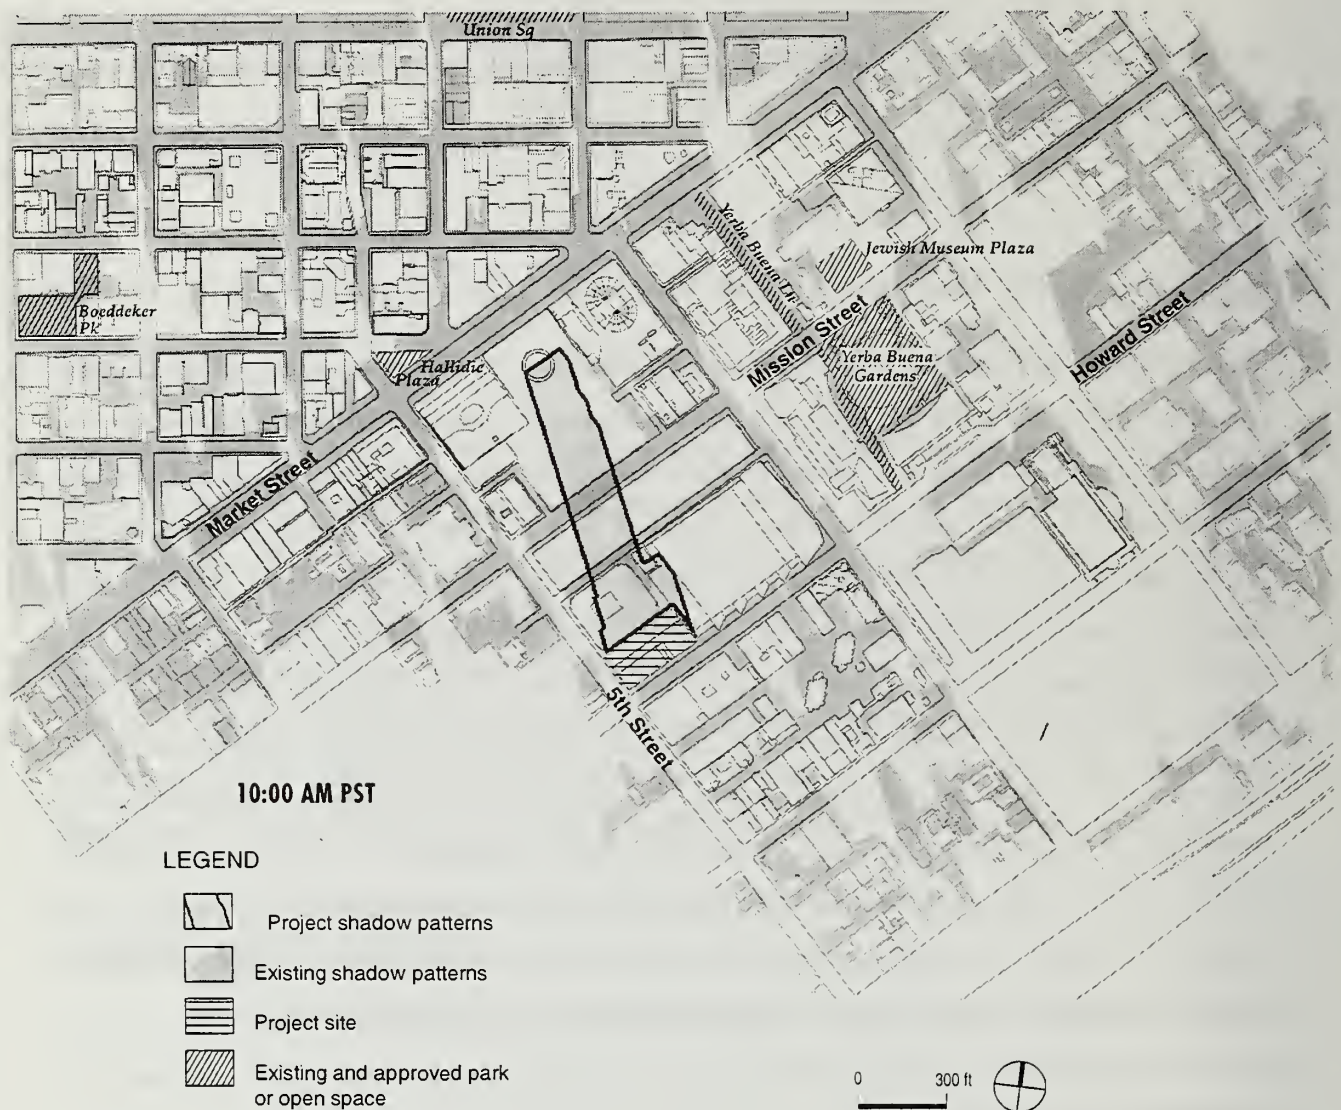 Union Sq
Yerba Buena Ln.
Jewish Museum Plaza
Boeddeker
Pk
Mission Street
Howard Street
Yerba Buena
Gardens
Hallidie
Plaza
Market Street
5th Street
10:00 AM PST
LEGEND
Project shadow patterns
Existing shadow patterns
Project site
Existing and approved park
or open space
0 300 ft